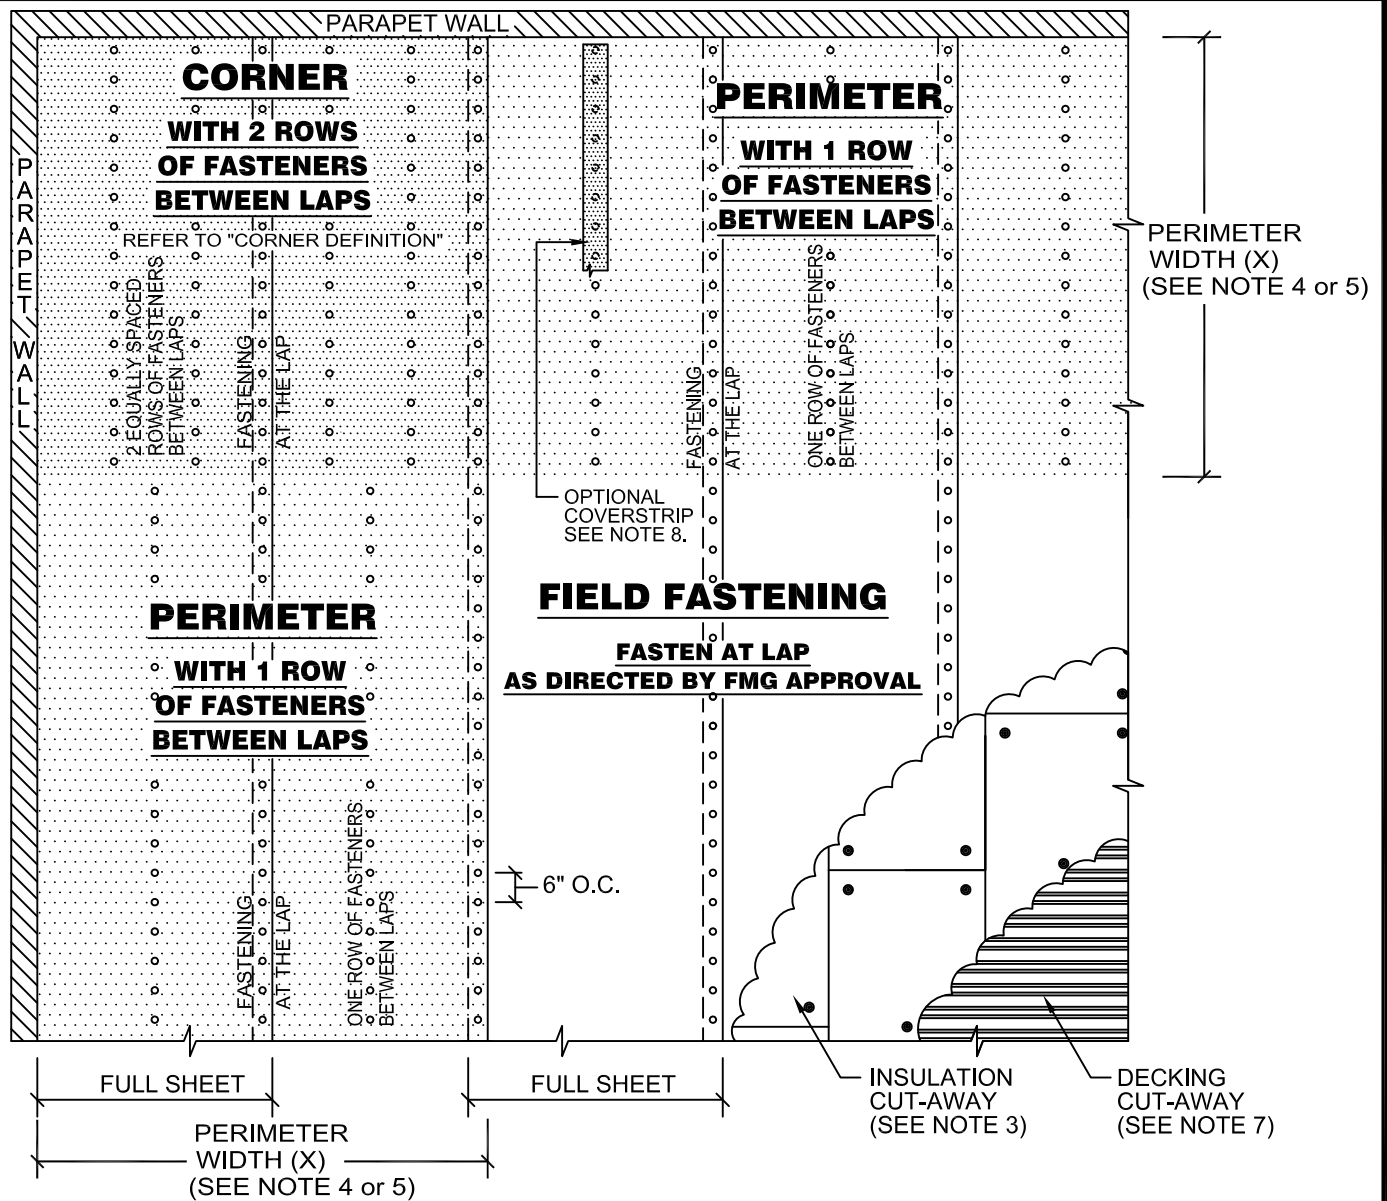 PARAPET WALL
PARAPET WALL
CORNER
WITH 2 ROWS
OF FASTENERS
BETWEEN LAPS
REFER TO "CORNER DEFINITION"
2 EQUALLY SPACED
ROWS OF FASTENERS
BETWEEN LAPS
FASTENING
AT THE LAP
PERIMETER
WITH 1 ROW
OF FASTENERS
BETWEEN LAPS
FASTENING
AT THE LAP
ONE ROW OF FASTENERS
BETWEEN LAPS
PERIMETER
WIDTH (X)
(SEE NOTE 4 or 5)
OPTIONAL
COVERSTRIP
SEE NOTE 8.
FIELD FASTENING
FASTEN AT LAP
AS DIRECTED BY FMG APPROVAL
PERIMETER
WITH 1 ROW
OF FASTENERS
BETWEEN LAPS
FASTENING
AT THE LAP
ONE ROW OF FASTENERS
BETWEEN LAPS
6" O.C.
FULL SHEET
FULL SHEET
INSULATION
CUT-AWAY
(SEE NOTE 3)
DECKING
CUT-AWAY
(SEE NOTE 7)
PERIMETER
WIDTH (X)
(SEE NOTE 4 or 5)